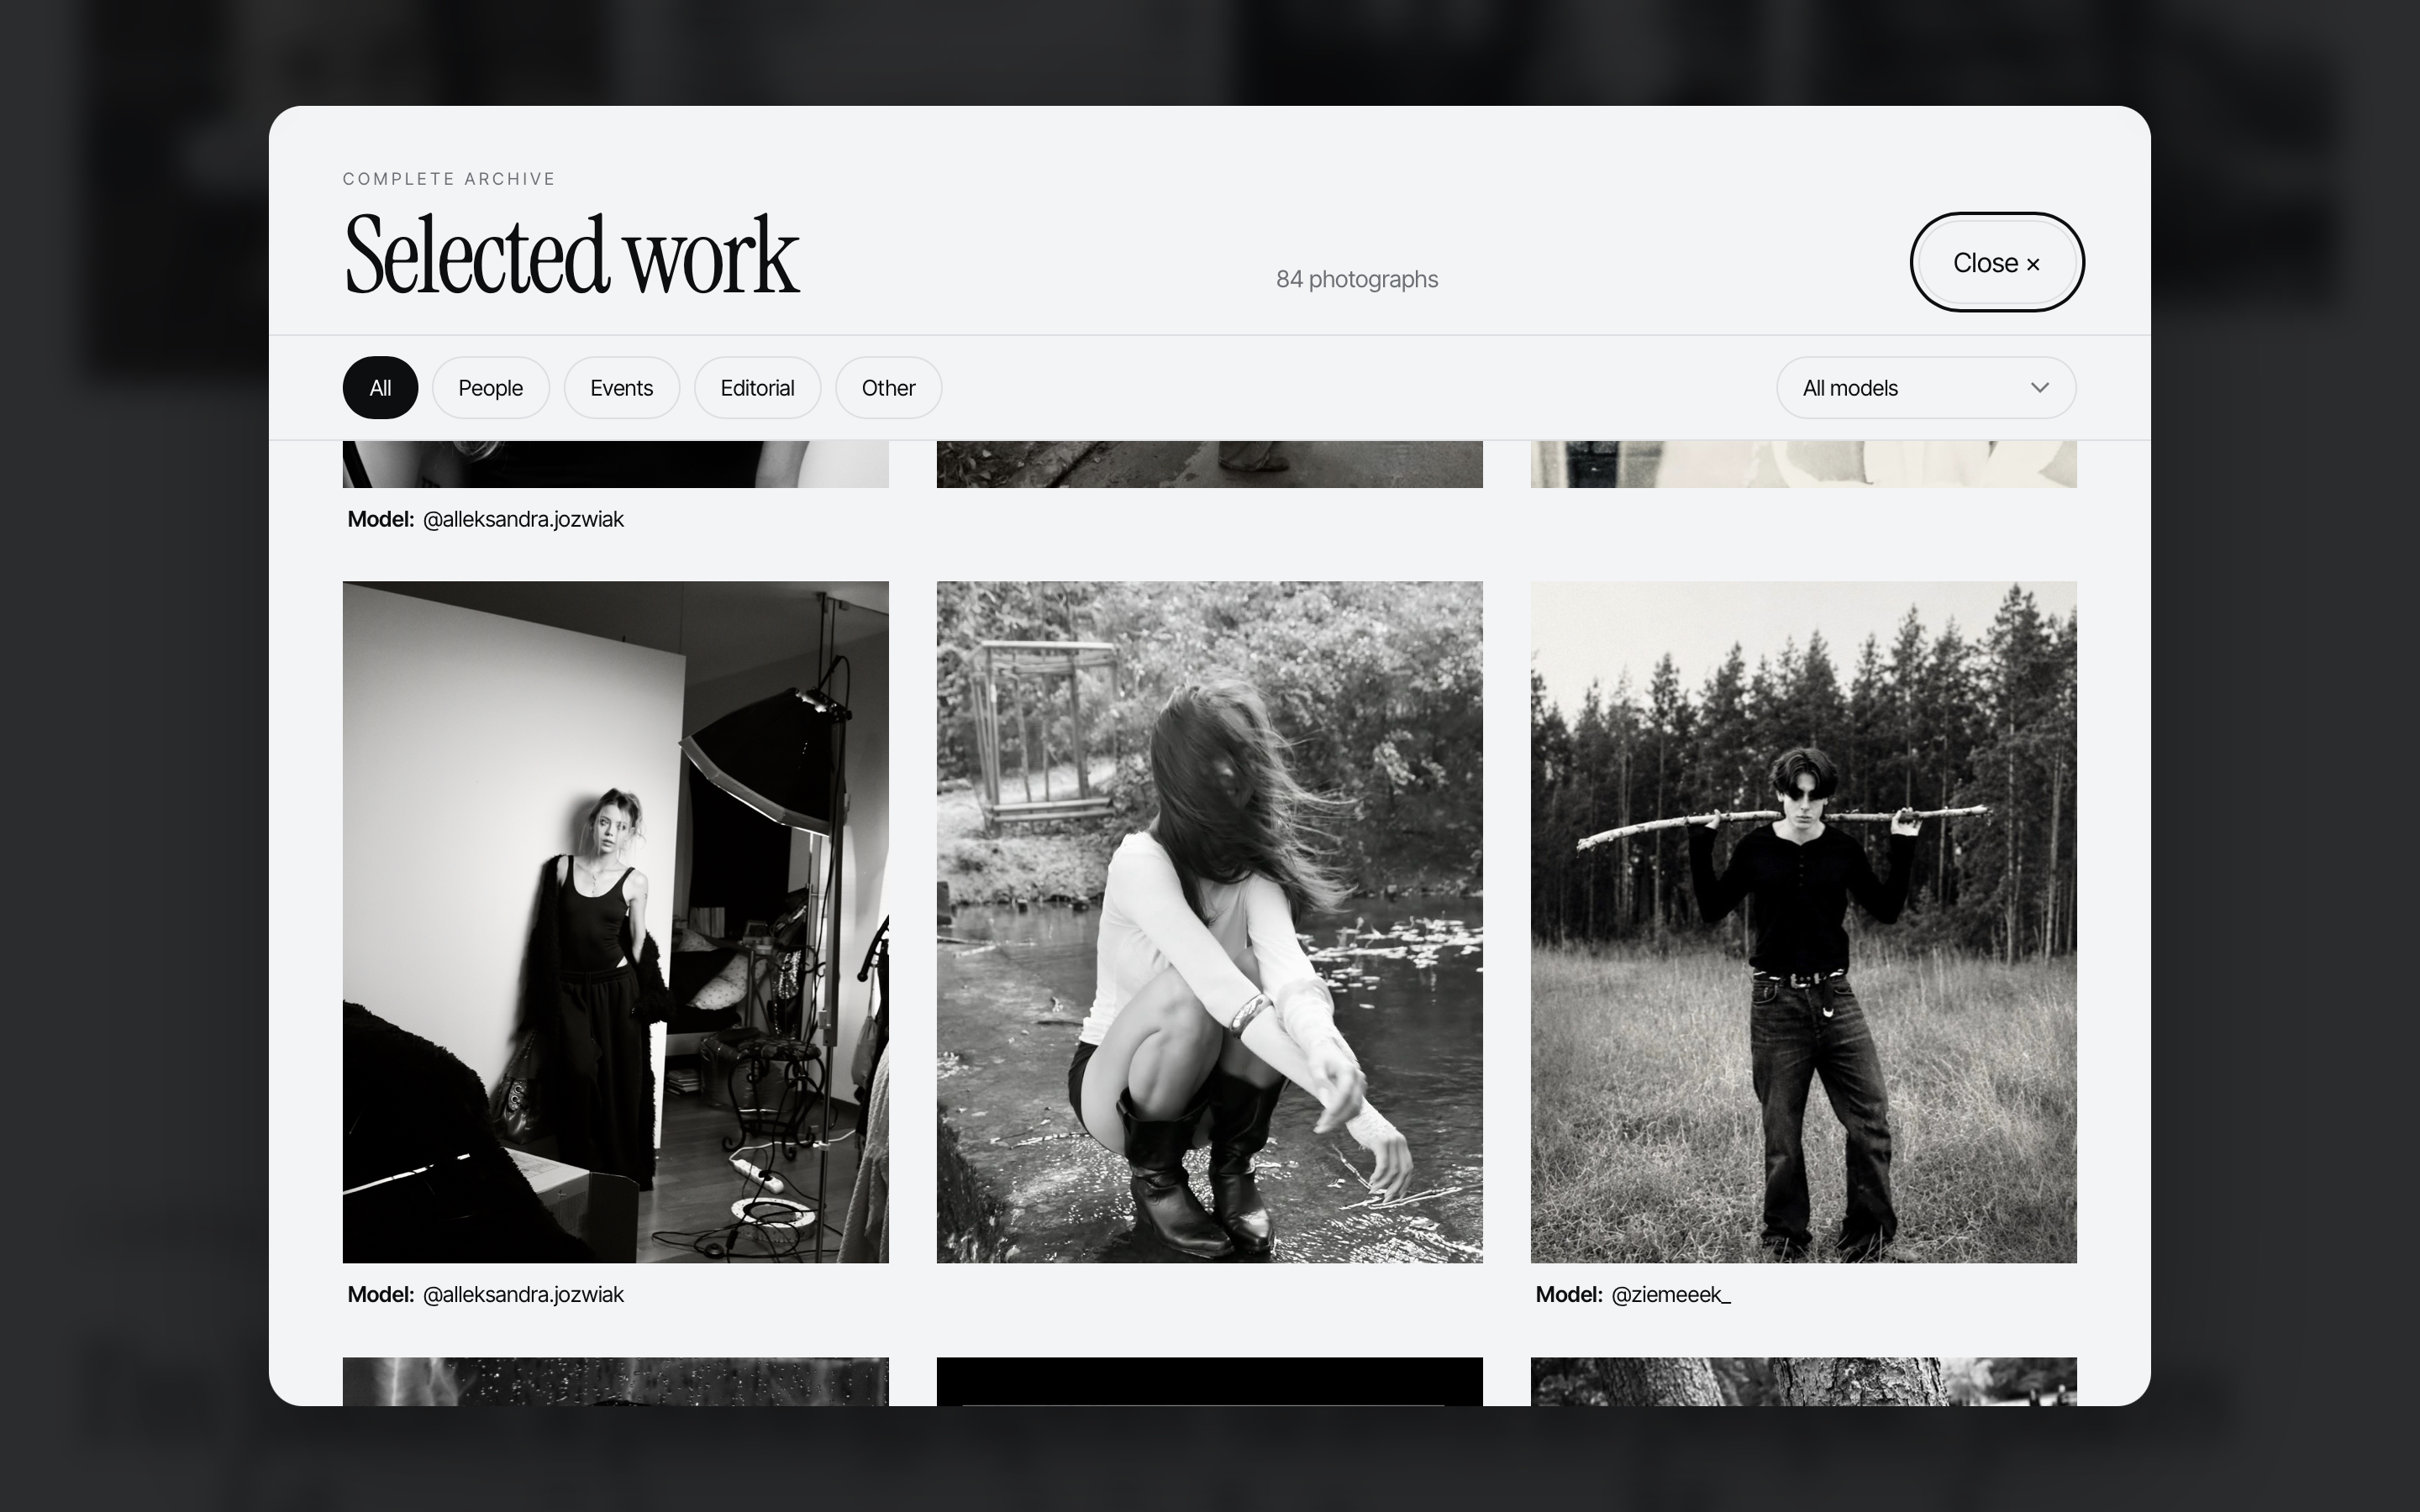 COMPLETE ARCHIVE
Selected work
84 photographs
Close ×
All
People
Events
Editorial
Other
All models
Model: @alleksandra.jozwiak
Model: @alleksandra.jozwiak
Model: @ziemeeek_